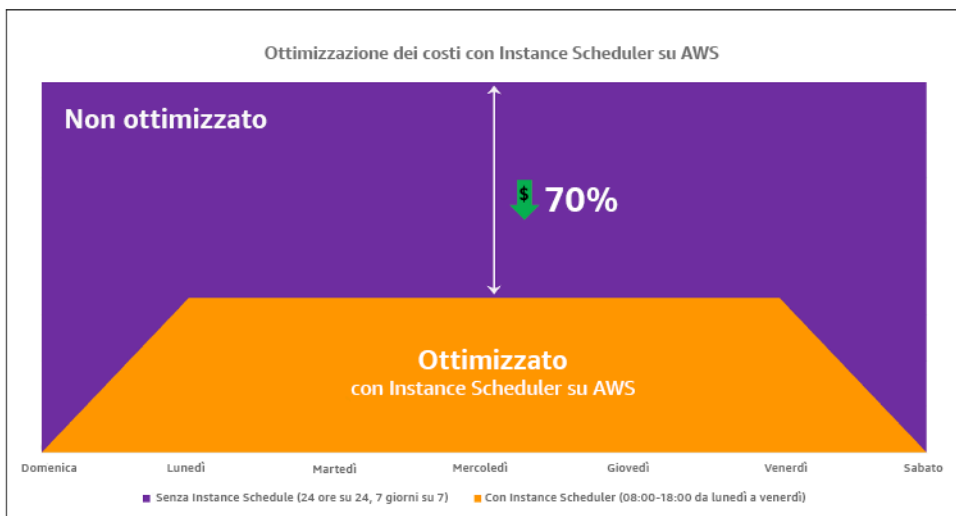 Ottimizzazione dei costi con Instance Scheduler su AWS
Non ottimizzato
$ 70%
Ottimizzato
con Instance Scheduler su AWS
Domenica Lunedì Martedì Mercoledì Giovedì Venerdì Sabato
Senza Instance Schedule (24 ore su 24, 7 giorni su 7) Con Instance Scheduler (08:00-18:00 da lunedì a venerdì)